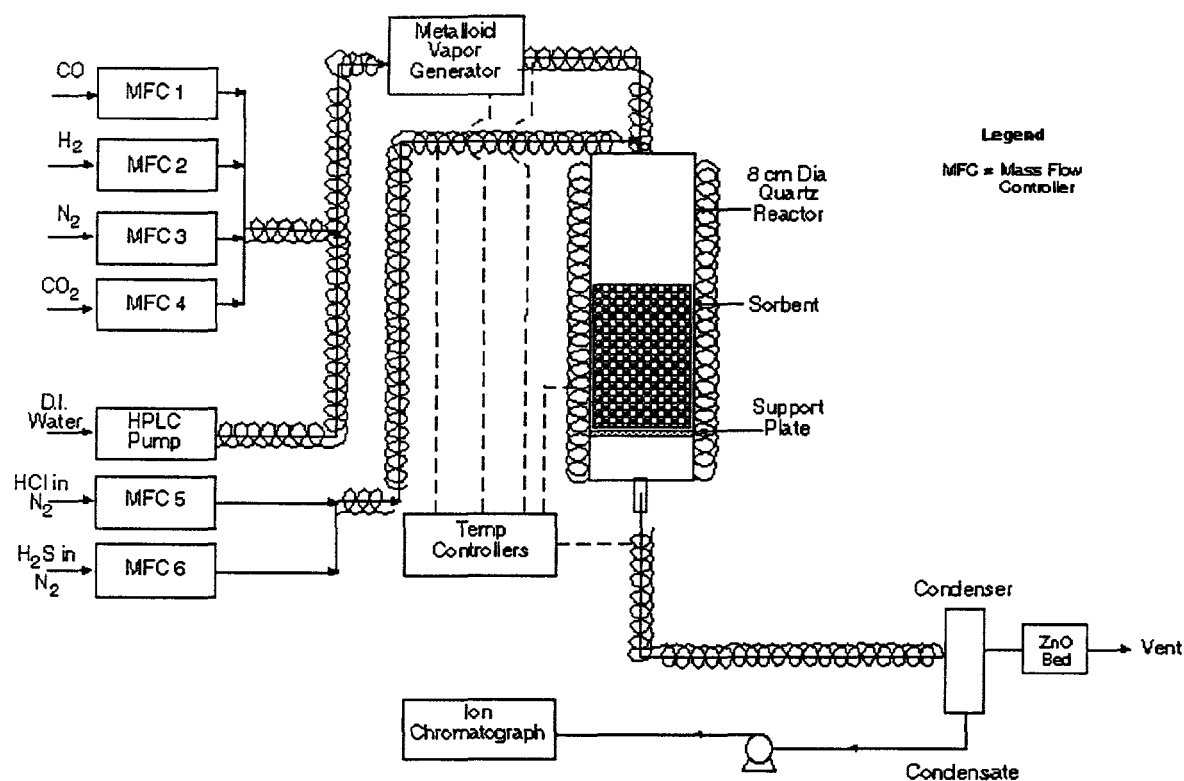 Metalloid
Vapor
Generator
CO
MFC 1
H2
MFC 2
N2
MFC 3
CO2
MFC 4
D.I.
Water
HPLC
Pump
HCl in
N2
MFC 5
H2S in
N2
MFC 6
Temp
Controllers
8 cm Dia
Quartz
Reactor
Sorbent
Support
Plate
Legend
MFC = Mass Flow
Controller
Condenser
ZnO
Bed
Vent
Ion
Chromatograph
Condensate